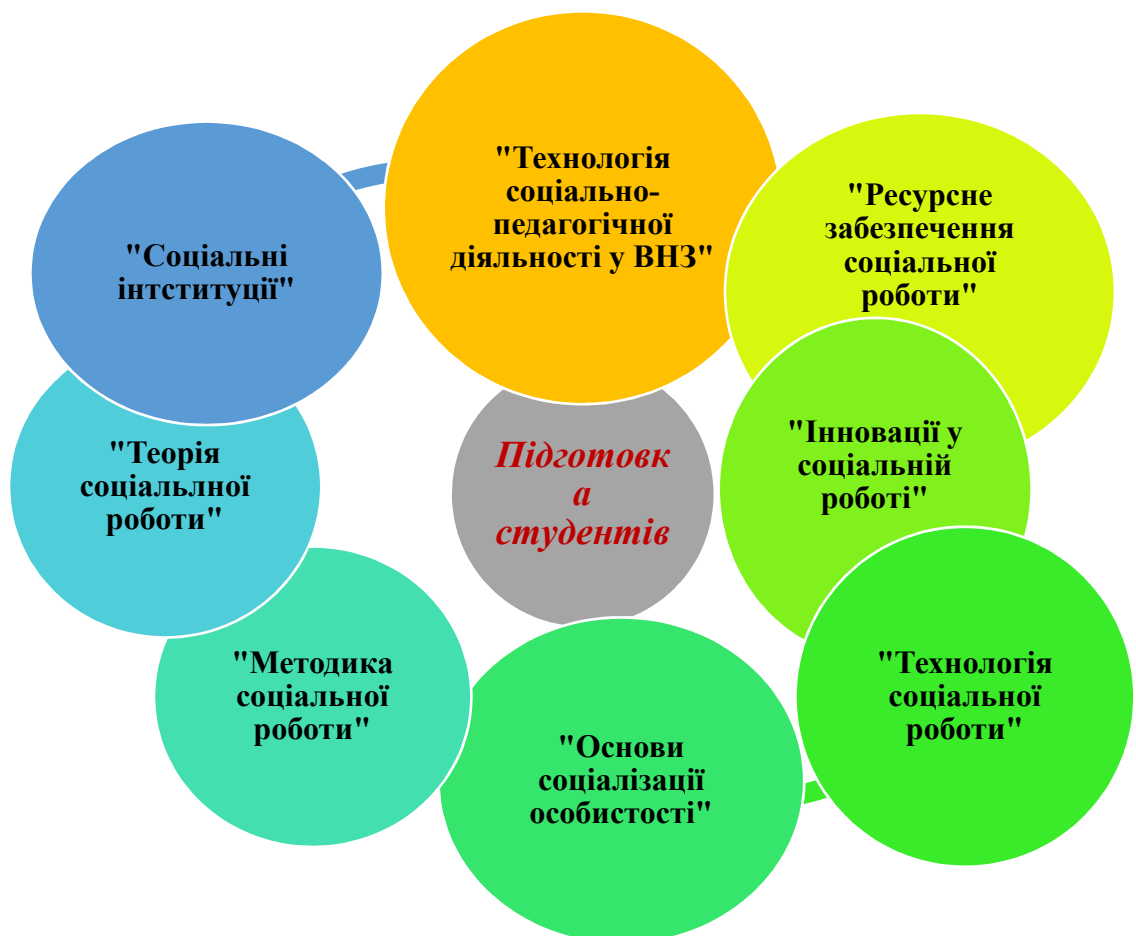 "Технологія
соціально-
педагогічної
діяльності у ВНЗ"
"Ресурсне
забезпечення
соціальної
роботи"
"Інновації у
соціальній
роботі"
"Технологія
соціальної
роботи"
"Основи
соціалізації
особистості"
"Методика
соціальної
роботи"
"Теорія
соціальлної
роботи"
"Соціальні
інтституції"
Підготовк
а
студентів